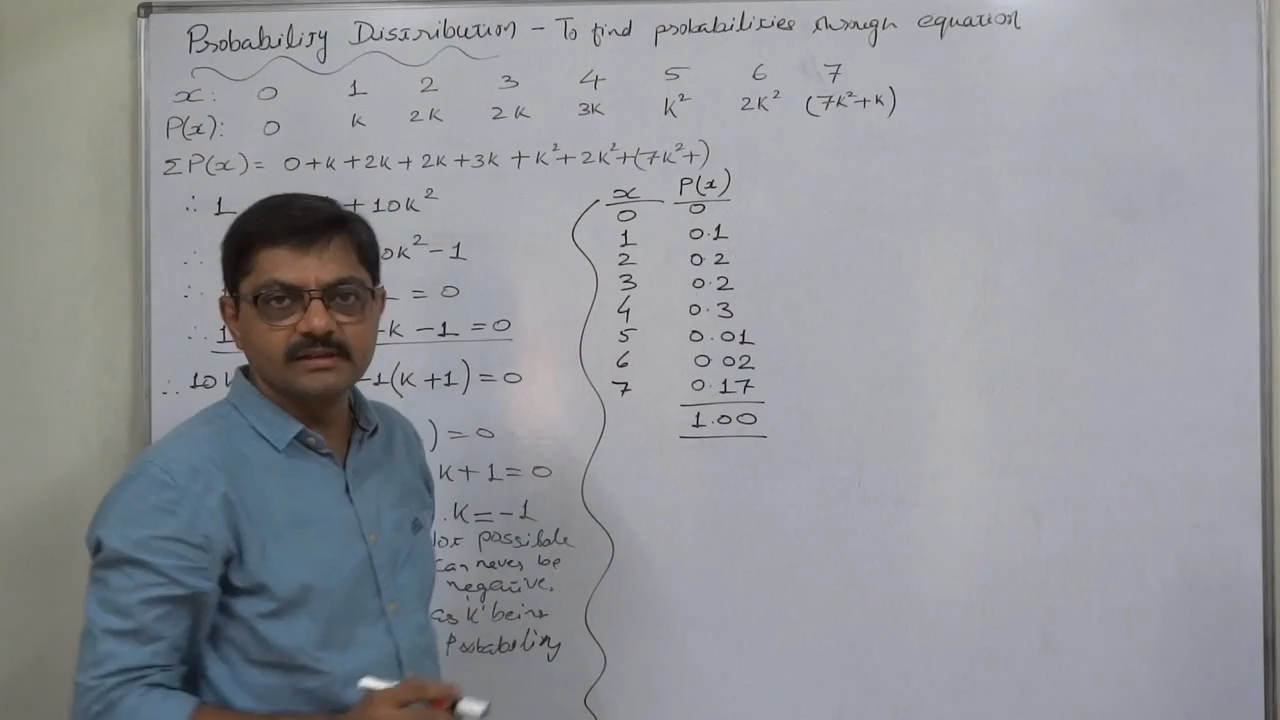 Probability Distribution - To find probabilities through equation
x: 0 1 2 3 4 5 6 7
P(x): 0 k 2k 2k 3k k² 2k² (7k²+k)
ΣP(x) = 0+k+2k+2k+3k+k²+2k²+(7k²+)
∴ 1 + 10k²
∴ 0k²-1
∴ = 0
∴ 1 -k -1 = 0
∴ 10k -1(k+1) = 0
) = 0
k+1 = 0
k = -1
possible
can never be
negative,
as k being
Probability
x P(x)
0 0
1 0.1
2 0.2
3 0.2
4 0.3
5 0.01
6 0.02
7 0.17
1.00